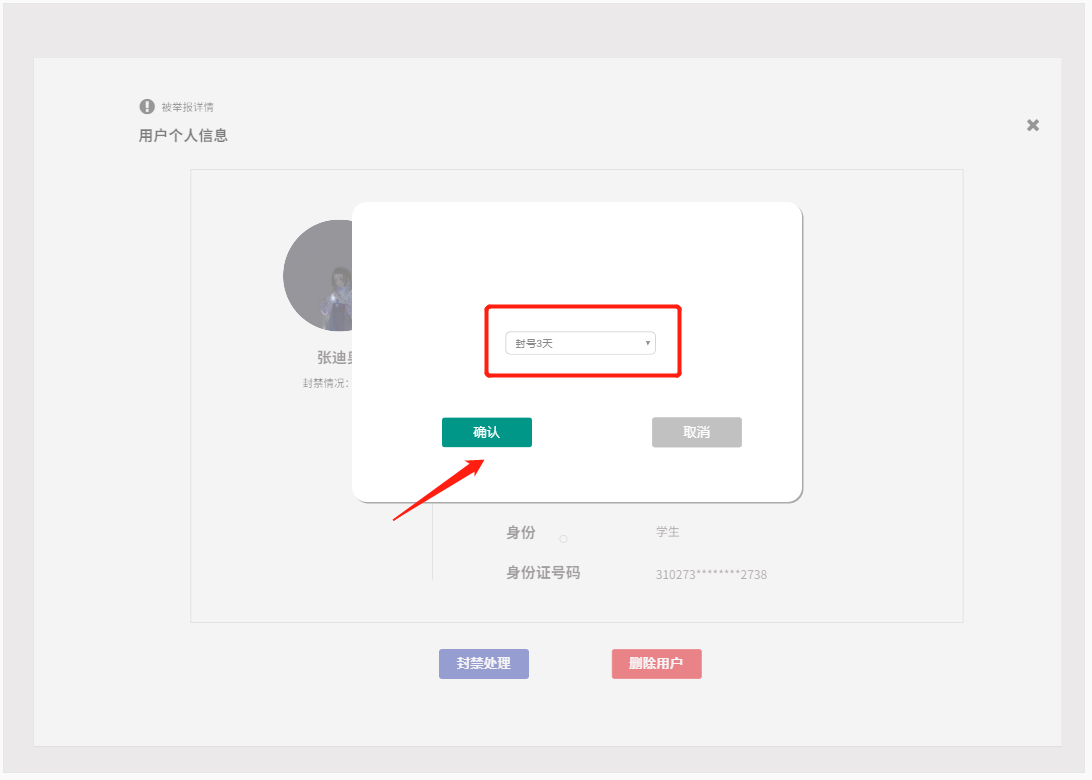 被举报详情
用户个人信息
封号3天
确认
取消
张迪
封禁情况:
身份
学生
身份证号码
310273********2738
封禁处理
删除用户